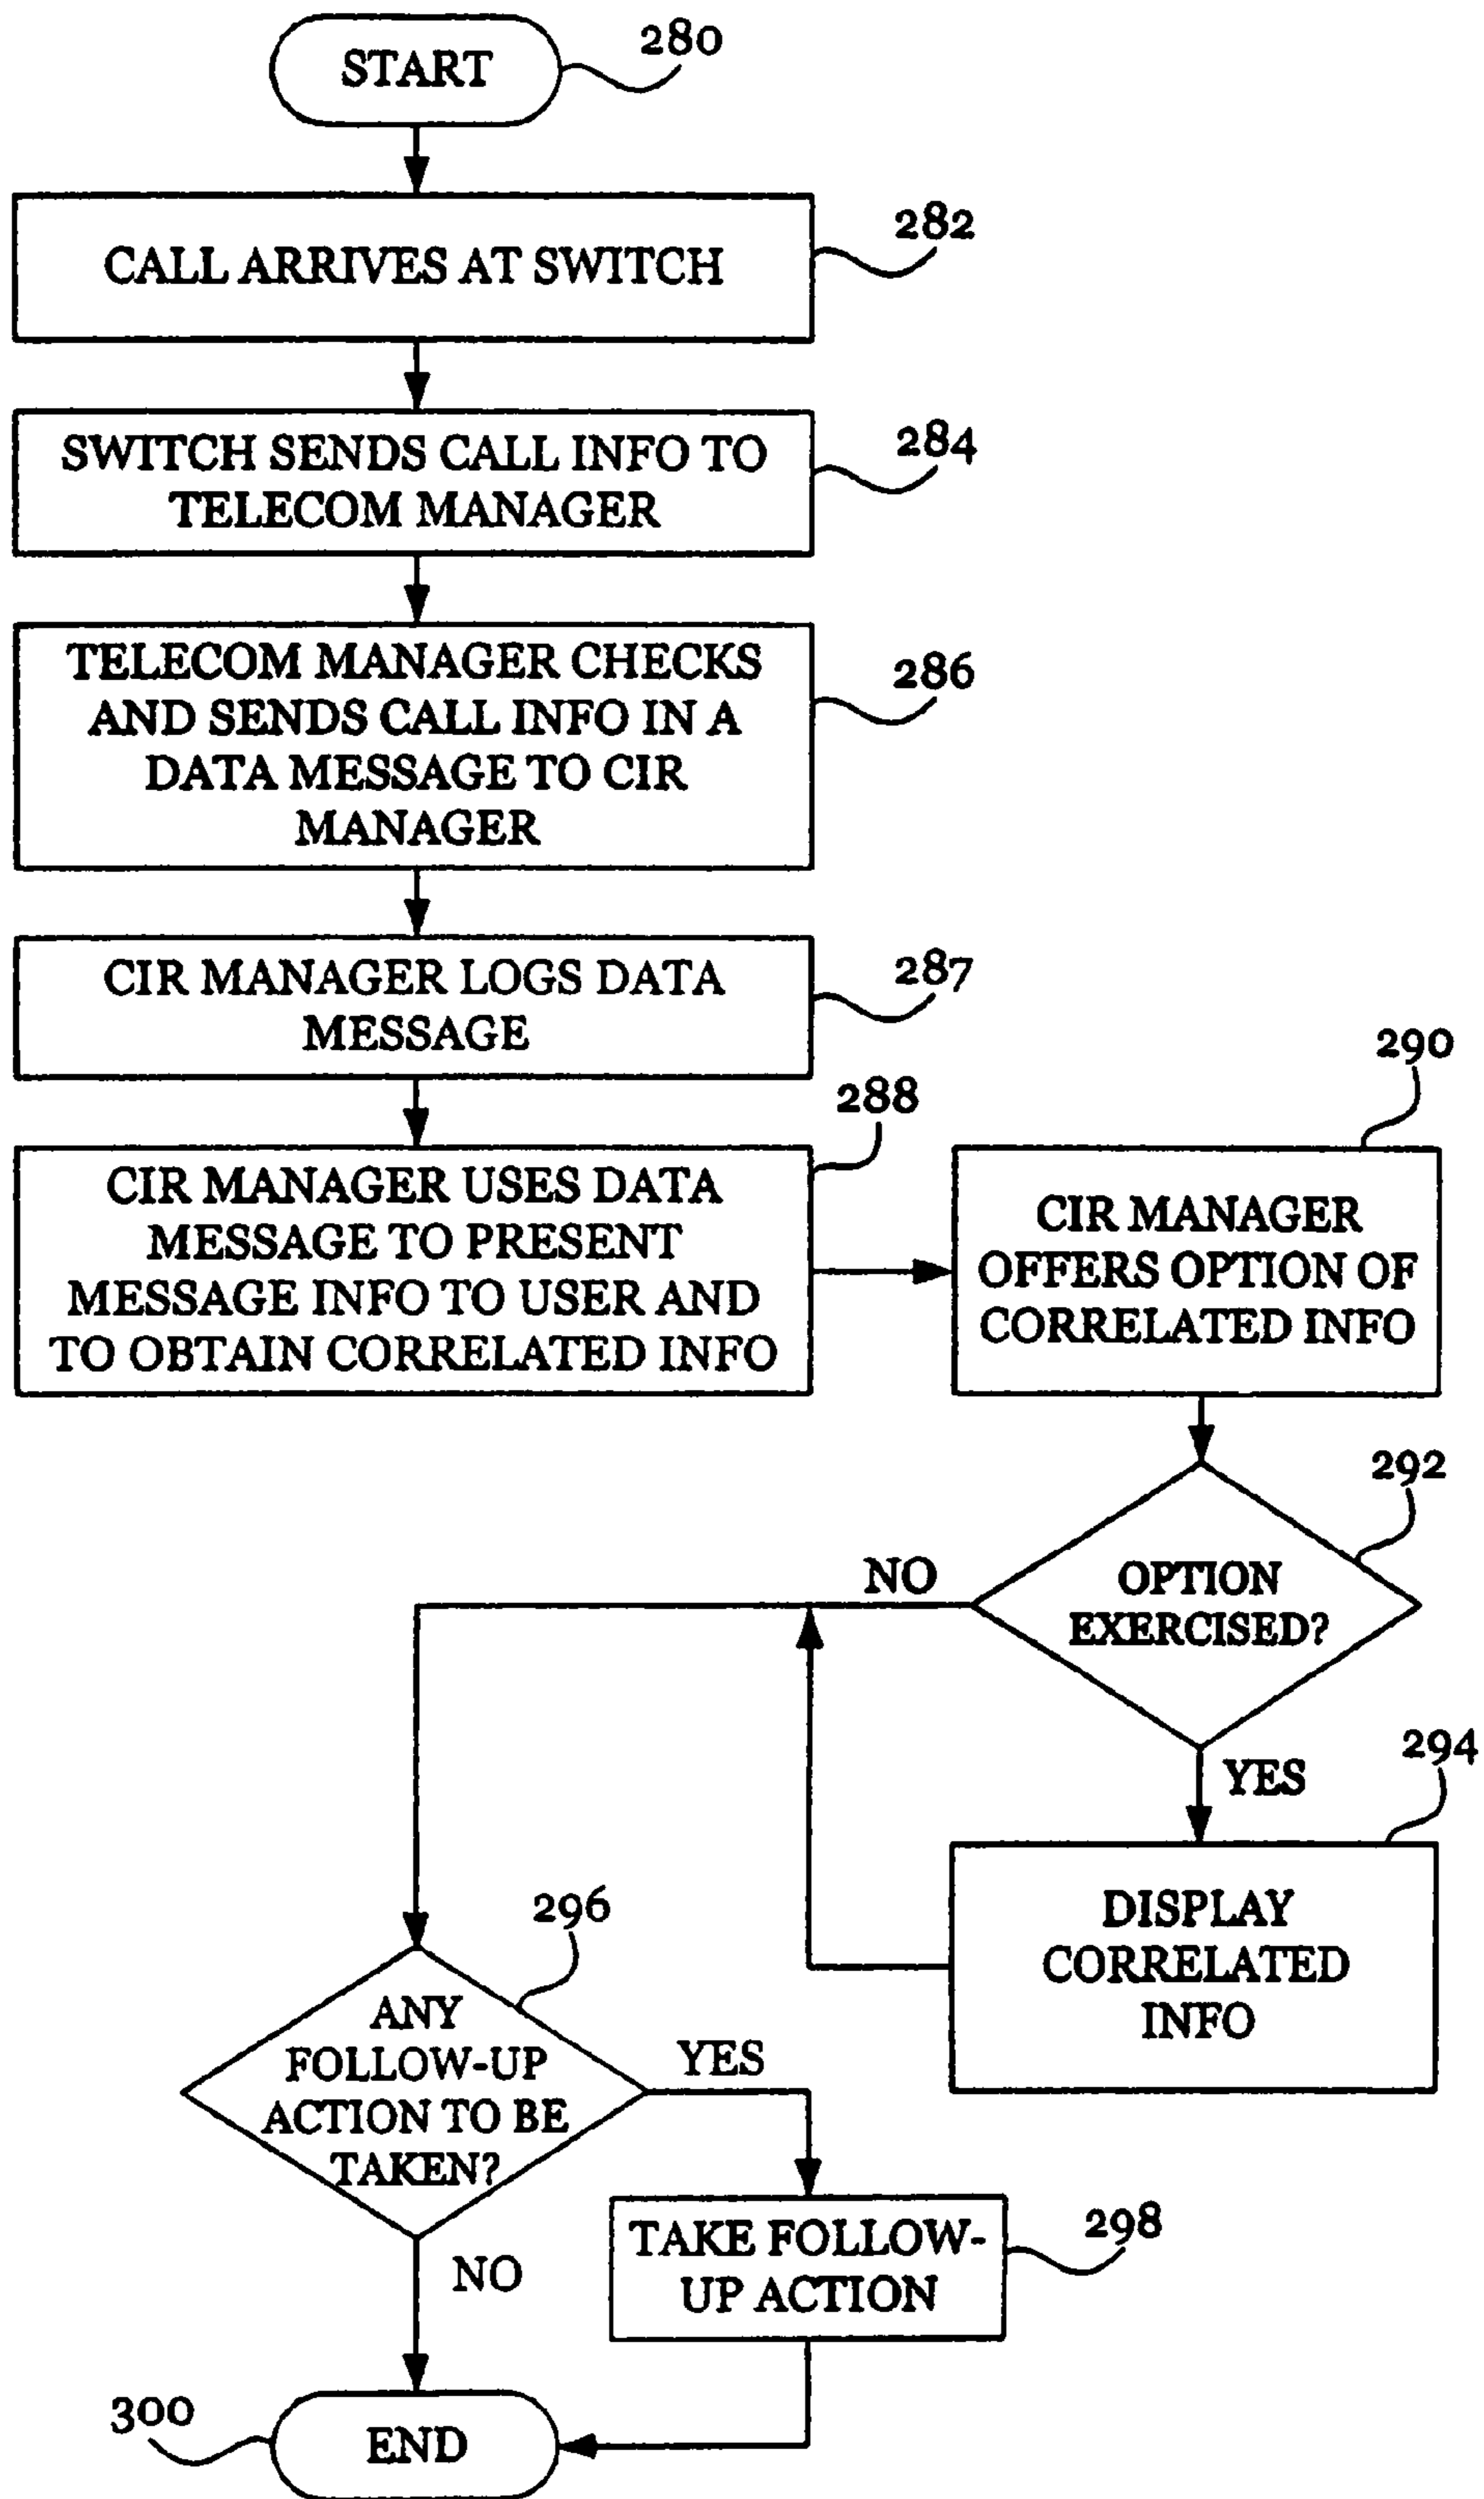 START
280
CALL ARRIVES AT SWITCH
282
SWITCH SENDS CALL INFO TO
TELECOM MANAGER
284
TELECOM MANAGER CHECKS
AND SENDS CALL INFO IN A
DATA MESSAGE TO CIR
MANAGER
286
CIR MANAGER LOGS DATA
MESSAGE
287
CIR MANAGER USES DATA
MESSAGE TO PRESENT
MESSAGE INFO TO USER AND
TO OBTAIN CORRELATED INFO
288
CIR MANAGER
OFFERS OPTION OF
CORRELATED INFO
290
OPTION
EXERCISED?
292
NO
YES
DISPLAY
CORRELATED
INFO
294
ANY
FOLLOW-UP
ACTION TO BE
TAKEN?
296
YES
NO
TAKE FOLLOW-
UP ACTION
298
END
300